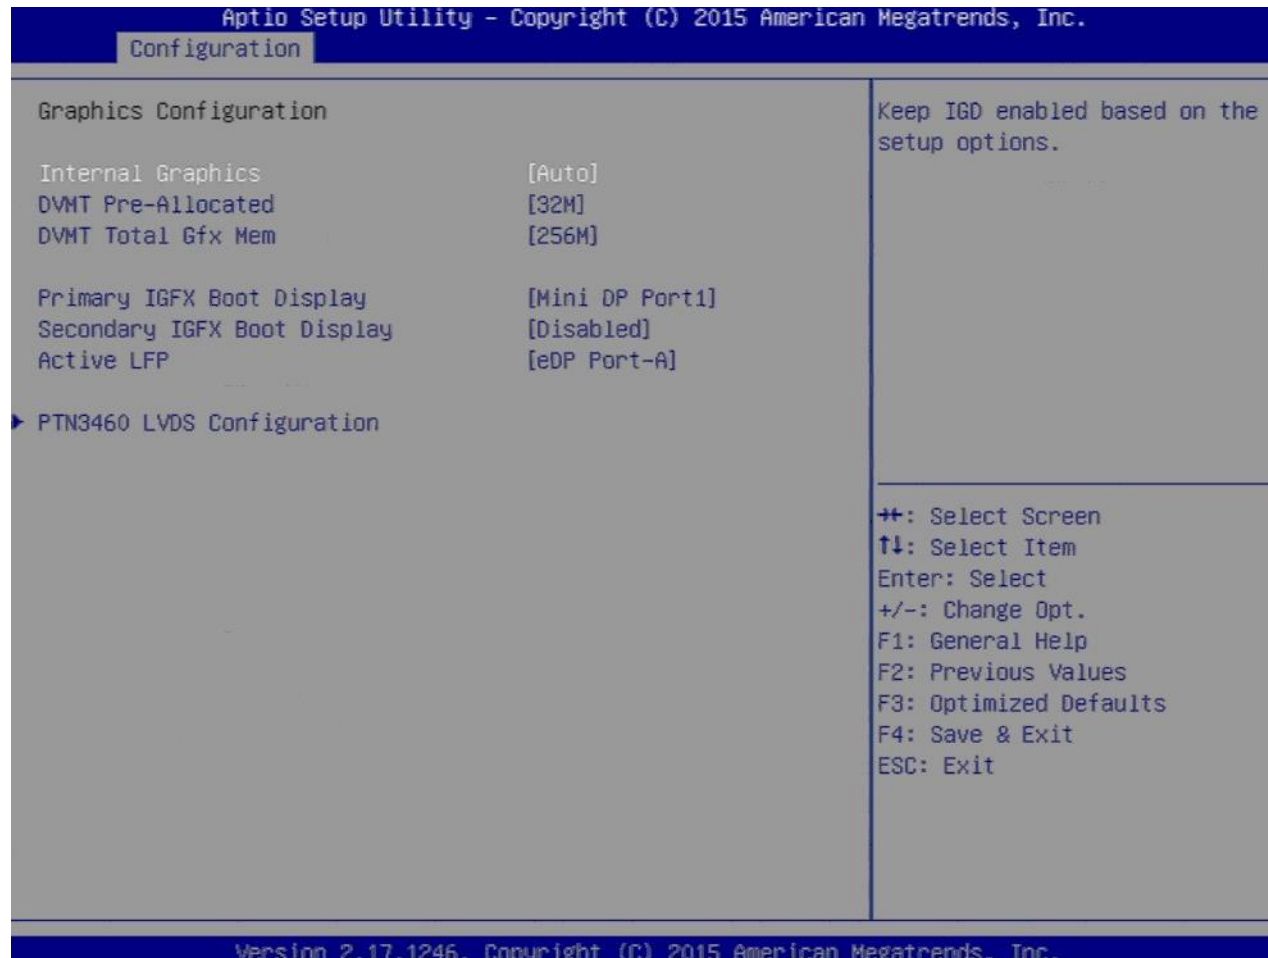 Aptio Setup Utility – Copyright (C) 2015 American Megatrends, Inc.
Configuration
Graphics Configuration
Internal Graphics [Auto]
DVMT Pre-Allocated [32M]
DVMT Total Gfx Mem [256M]
Primary IGFX Boot Display [Mini DP Port1]
Secondary IGFX Boot Display [Disabled]
Active LFP [eDP Port-A]
PTN3460 LVDS Configuration
Keep IGD enabled based on the
setup options.
→←: Select Screen
↑↓: Select Item
Enter: Select
+/-: Change Opt.
F1: General Help
F2: Previous Values
F3: Optimized Defaults
F4: Save & Exit
ESC: Exit
Version 2.17.1246. Copyright (C) 2015 American Megatrends, Inc.